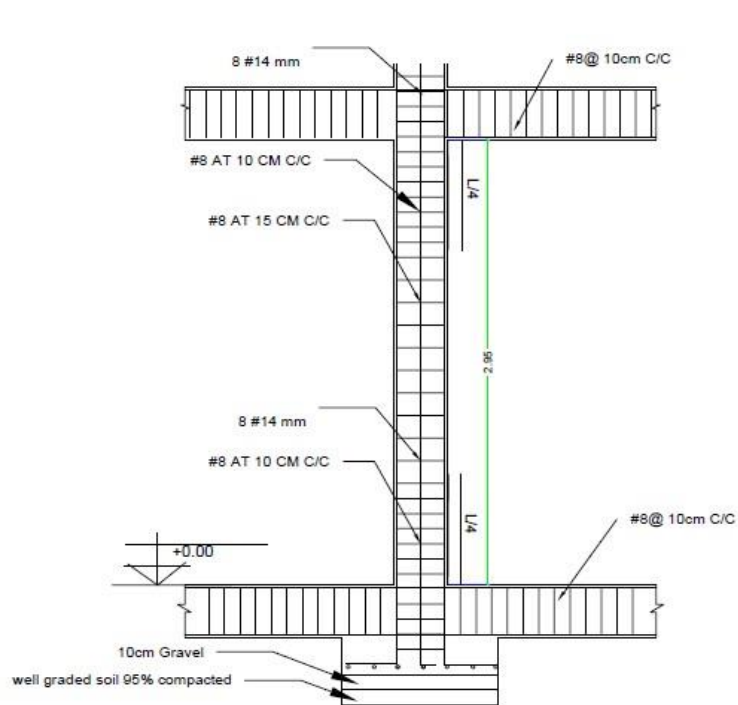 8 #14 mm
#8@ 10cm C/C
#8 AT 10 CM C/C
L/4
#8 AT 15 CM C/C
2.95
8 #14 mm
#8 AT 10 CM C/C
L/4
#8@ 10cm C/C
+0.00
10cm Gravel
well graded soil 95% compacted